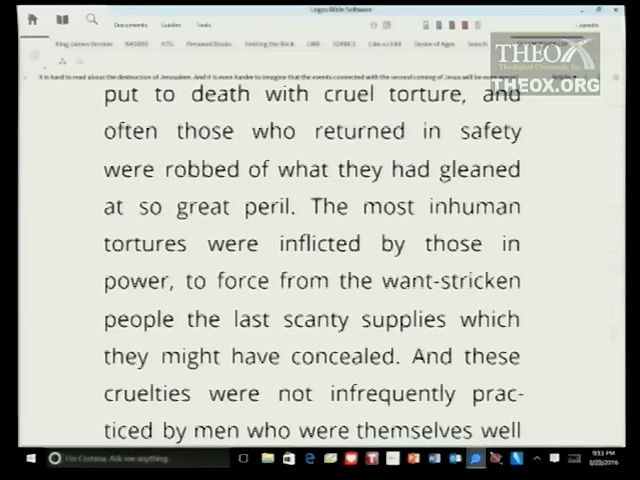 Logos Bible Software
Documents Guides Tools Layouts
King James Version NASB95 NTG Personal Books Smiting the Rock Like a Child Desire of Ages Search
THEOX
THEOX.ORG
It is hard to read about the destruction of Jerusalem. And it is even harder to imagine that the events connected with the second coming of Jesus will be even
put to death with cruel torture, and
often those who returned in safety
were robbed of what they had gleaned
at so great peril. The most inhuman
tortures were inflicted by those in
power, to force from the want-stricken
people the last scanty supplies which
they might have concealed. And these
cruelties were not infrequently prac-
ticed by men who were themselves well
I'm Cortana. Ask me anything.
9:53 PM